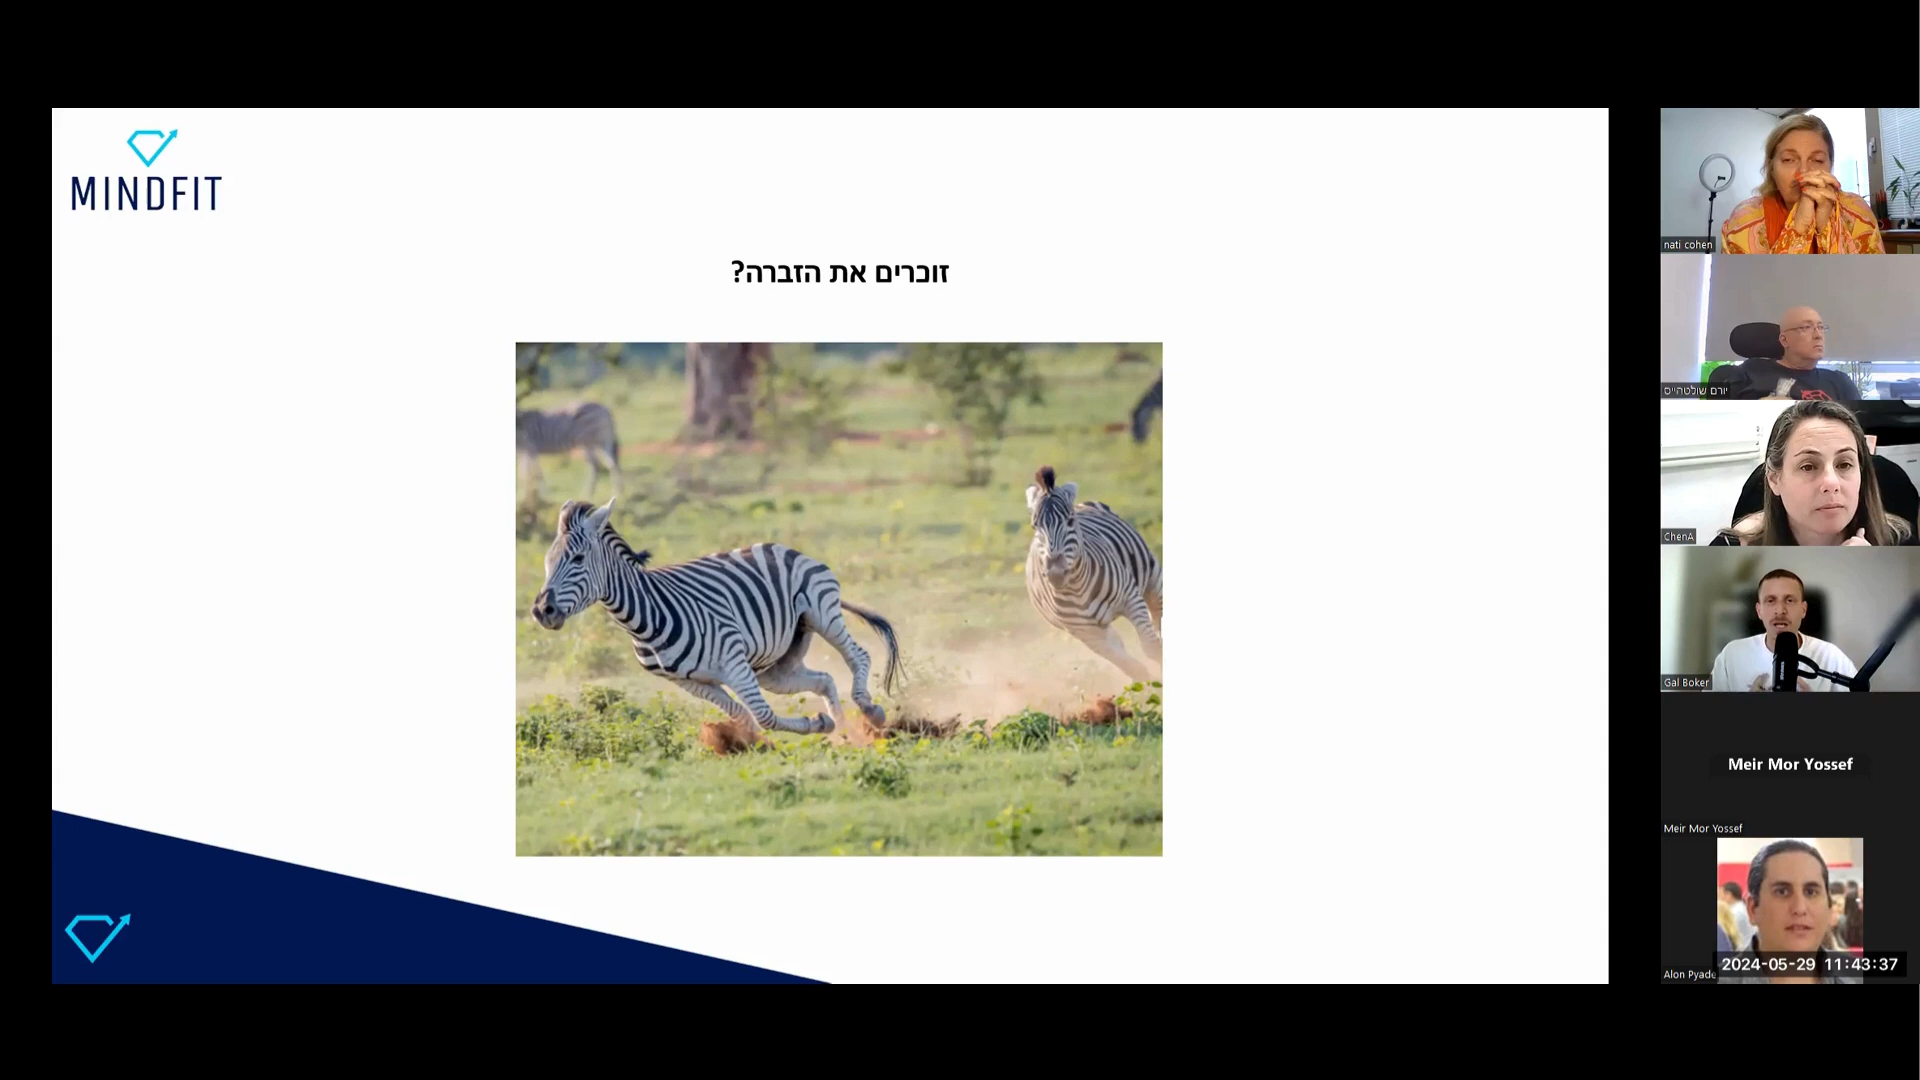 MINDFIT
זוכרים את הזברה?
nati cohen
יורם שולטהייס
ChenA
Gal Boker
Meir Mor Yossef
Meir Mor Yossef
Alon Pyade
2024-05-29 11:43:37